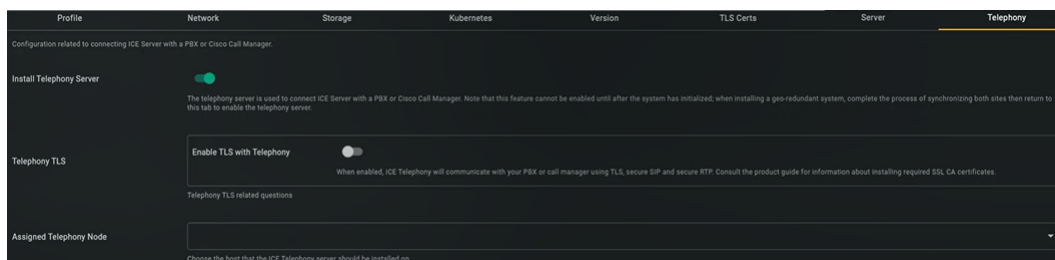 Profile Network Storage Kubernetes Version TLS Certs Server Telephony
Configuration related to connecting ICE Server with a PBX or Cisco Call Manager.
Install Telephony Server
The telephony server is used to connect ICE Server with a PBX or Cisco Call Manager. Note that this feature cannot be enabled until after the system has initialized; when installing a geo-redundant system, complete the process of synchronizing both sites then return to
this tab to enable the telephony server.
Enable TLS with Telephony
Telephony TLS
When enabled, ICE Telephony will communicate with your PBX or call manager using TLS, secure SIP and secure RTP. Consult the product guide for information about installing required SSL CA certificates.
Telephony TLS related questions
Assigned Telephony Node
Choose the host that the ICE Telephony server should be installed on